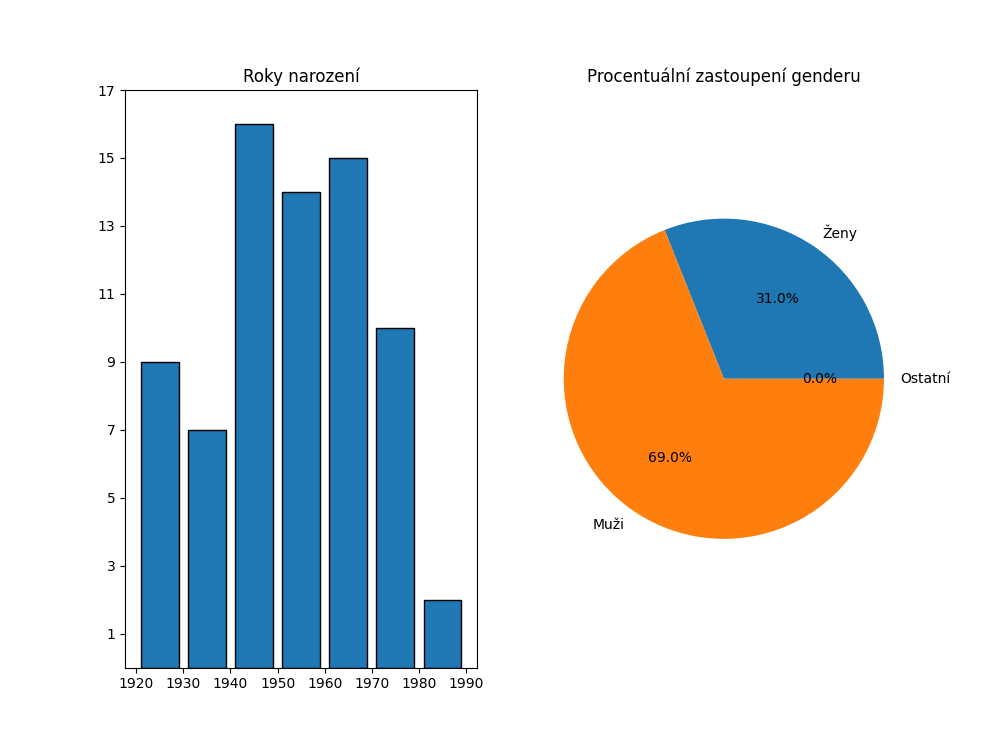 Roky narození
17
15
13
11
9
7
5
3
1
1920 1930 1940 1950 1960 1970 1980 1990
Procentuální zastoupení genderu
Ženy
31.0%
0.0%
Ostatní
69.0%
Muži